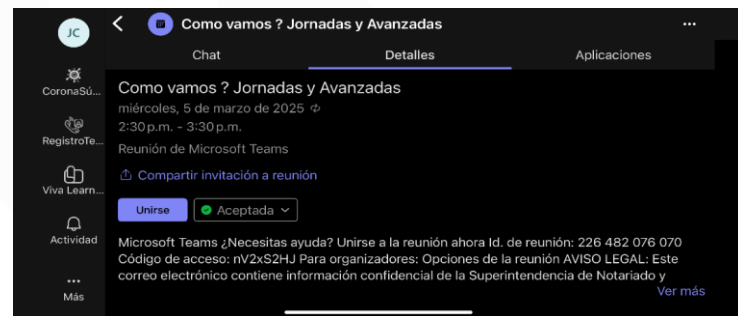 JC
Como vamos ? Jornadas y Avanzadas
...
Chat
Detalles
Aplicaciones
CoronaSú...
RegistroTe...
Viva Learn...
Actividad
Más
Como vamos ? Jornadas y Avanzadas
miércoles, 5 de marzo de 2025
2:30 p.m. - 3:30 p.m.
Reunión de Microsoft Teams
Compartir invitación a reunión
Unirse
Aceptada
Microsoft Teams ¿Necesitas ayuda? Unirse a la reunión ahora Id. de
reunión: 226 482 076 070
Código de acceso: nV2xS2HJ Para organizadores: Opciones de la
reunión AVISO LEGAL: Este
correo electrónico contiene información confidencial de la Superintendencia de Notariado y
Ver más